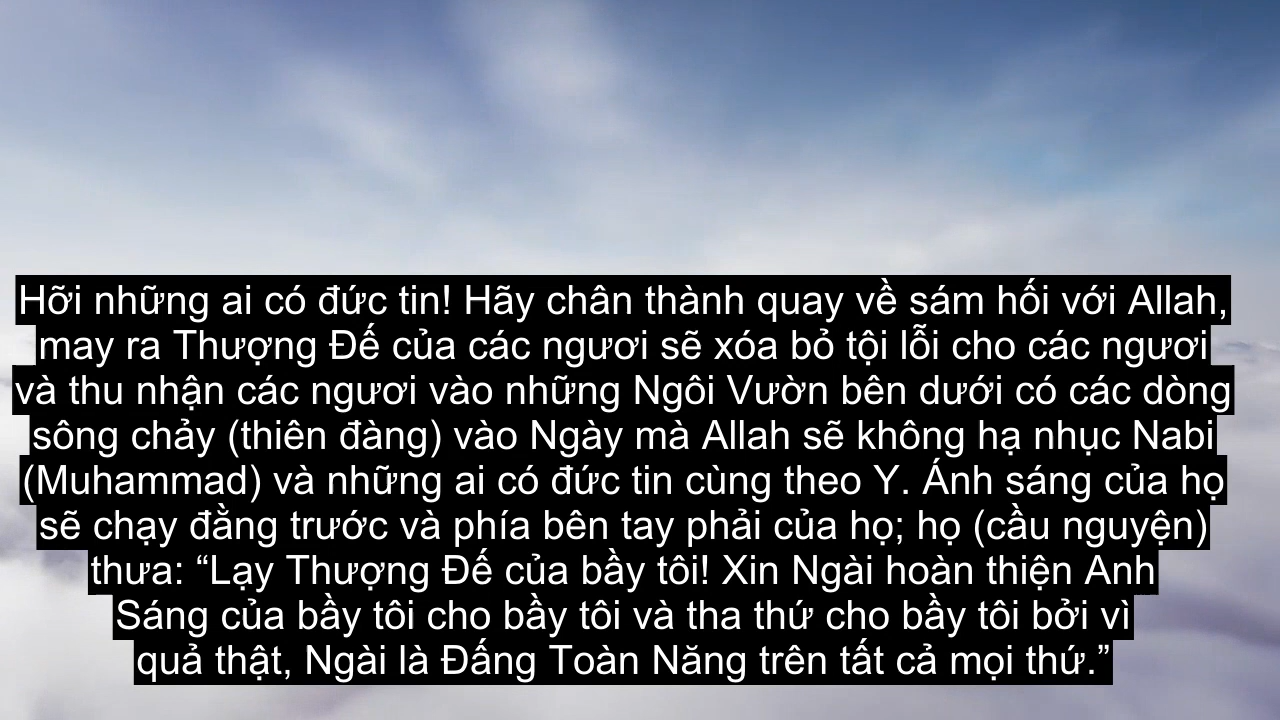 Hỡi những ai có đức tin! Hãy chân thành quay về sám hối với Allah,
may ra Thượng Đế của các ngươi sẽ xóa bỏ tội lỗi cho các ngươi
và thu nhận các ngươi vào những Ngôi Vườn bên dưới có các dòng
sông chảy (thiên đàng) vào Ngày mà Allah sẽ không hạ nhục Nabi
(Muhammad) và những ai có đức tin cùng theo Y. Ánh sáng của họ
sẽ chạy đằng trước và phía bên tay phải của họ; họ (cầu nguyện)
thưa: “Lạy Thượng Đế của bầy tôi! Xin Ngài hoàn thiện Anh
Sáng của bầy tôi cho bầy tôi và tha thứ cho bầy tôi bởi vì
quả thật, Ngài là Đấng Toàn Năng trên tất cả mọi thứ.”